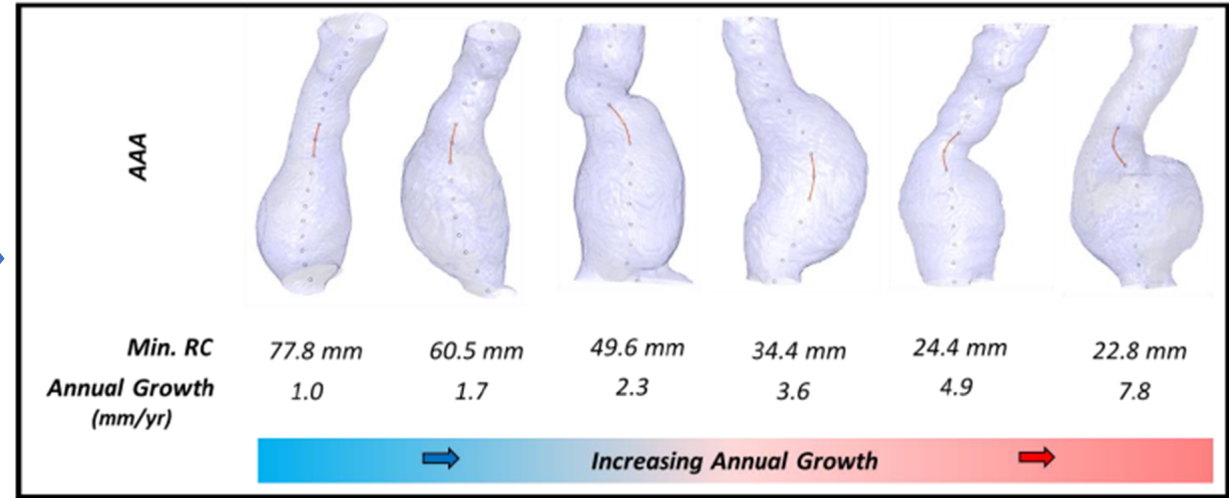 AAA
Min. RC 77.8 mm 60.5 mm 49.6 mm 34.4 mm 24.4 mm 22.8 mm
Annual Growth 1.0 1.7 2.3 3.6 4.9 7.8
(mm/yr)
Increasing Annual Growth